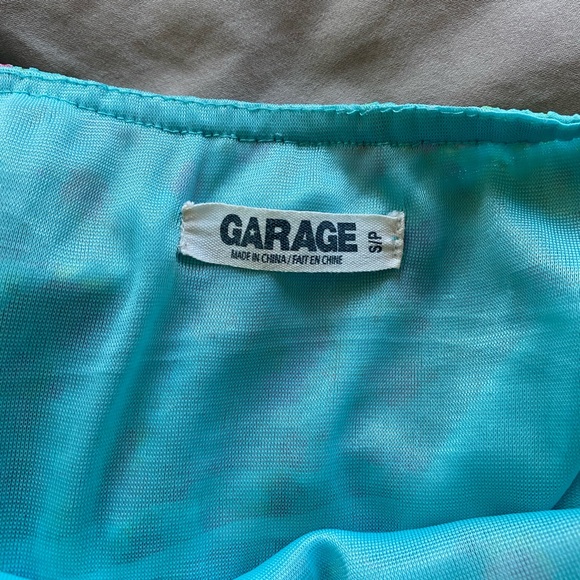 GARAGE
MADE IN CHINA / FAIT EN CHINE
S/P